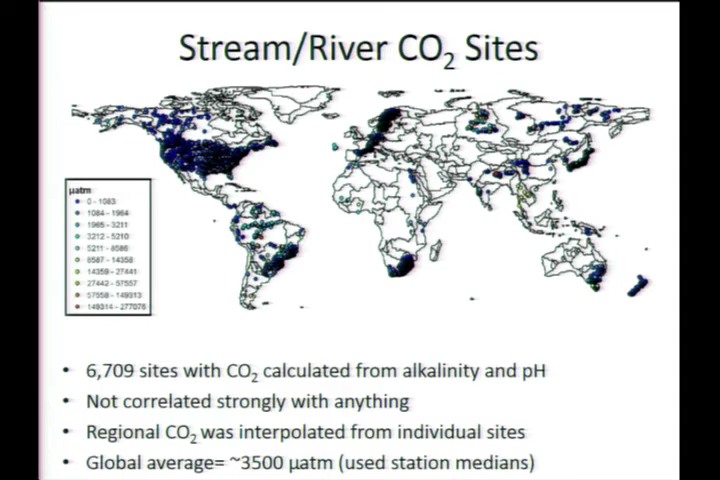 Stream/River CO2 Sites
µatm
0 - 1083
1084 - 1964
1965 - 3211
3212 - 5210
5211 - 8586
8587 - 14358
14359 - 27441
27442 - 57557
57558 - 149313
149314 - 277078
• 6,709 sites with CO2 calculated from alkalinity and pH
• Not correlated strongly with anything
• Regional CO2 was interpolated from individual sites
• Global average= ~3500 µatm (used station medians)